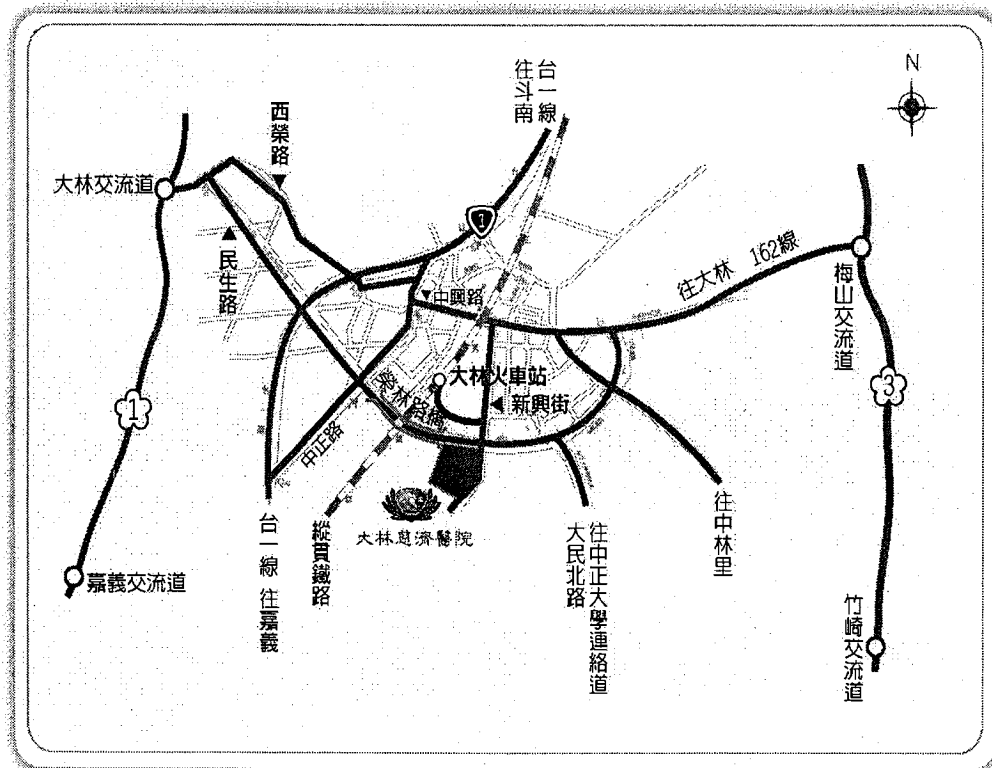 N
台一線
往斗南
西榮路
大林交流道
民生路
1
中興路
往大林 162線
梅山交流道
大林火車站
榮林路橋
新興街
中正路
1
3
台一線 往嘉義
縱貫鐵路
大林慈濟醫院
往中正大學連絡道
大民北路
往中林里
嘉義交流道
竹崎交流道